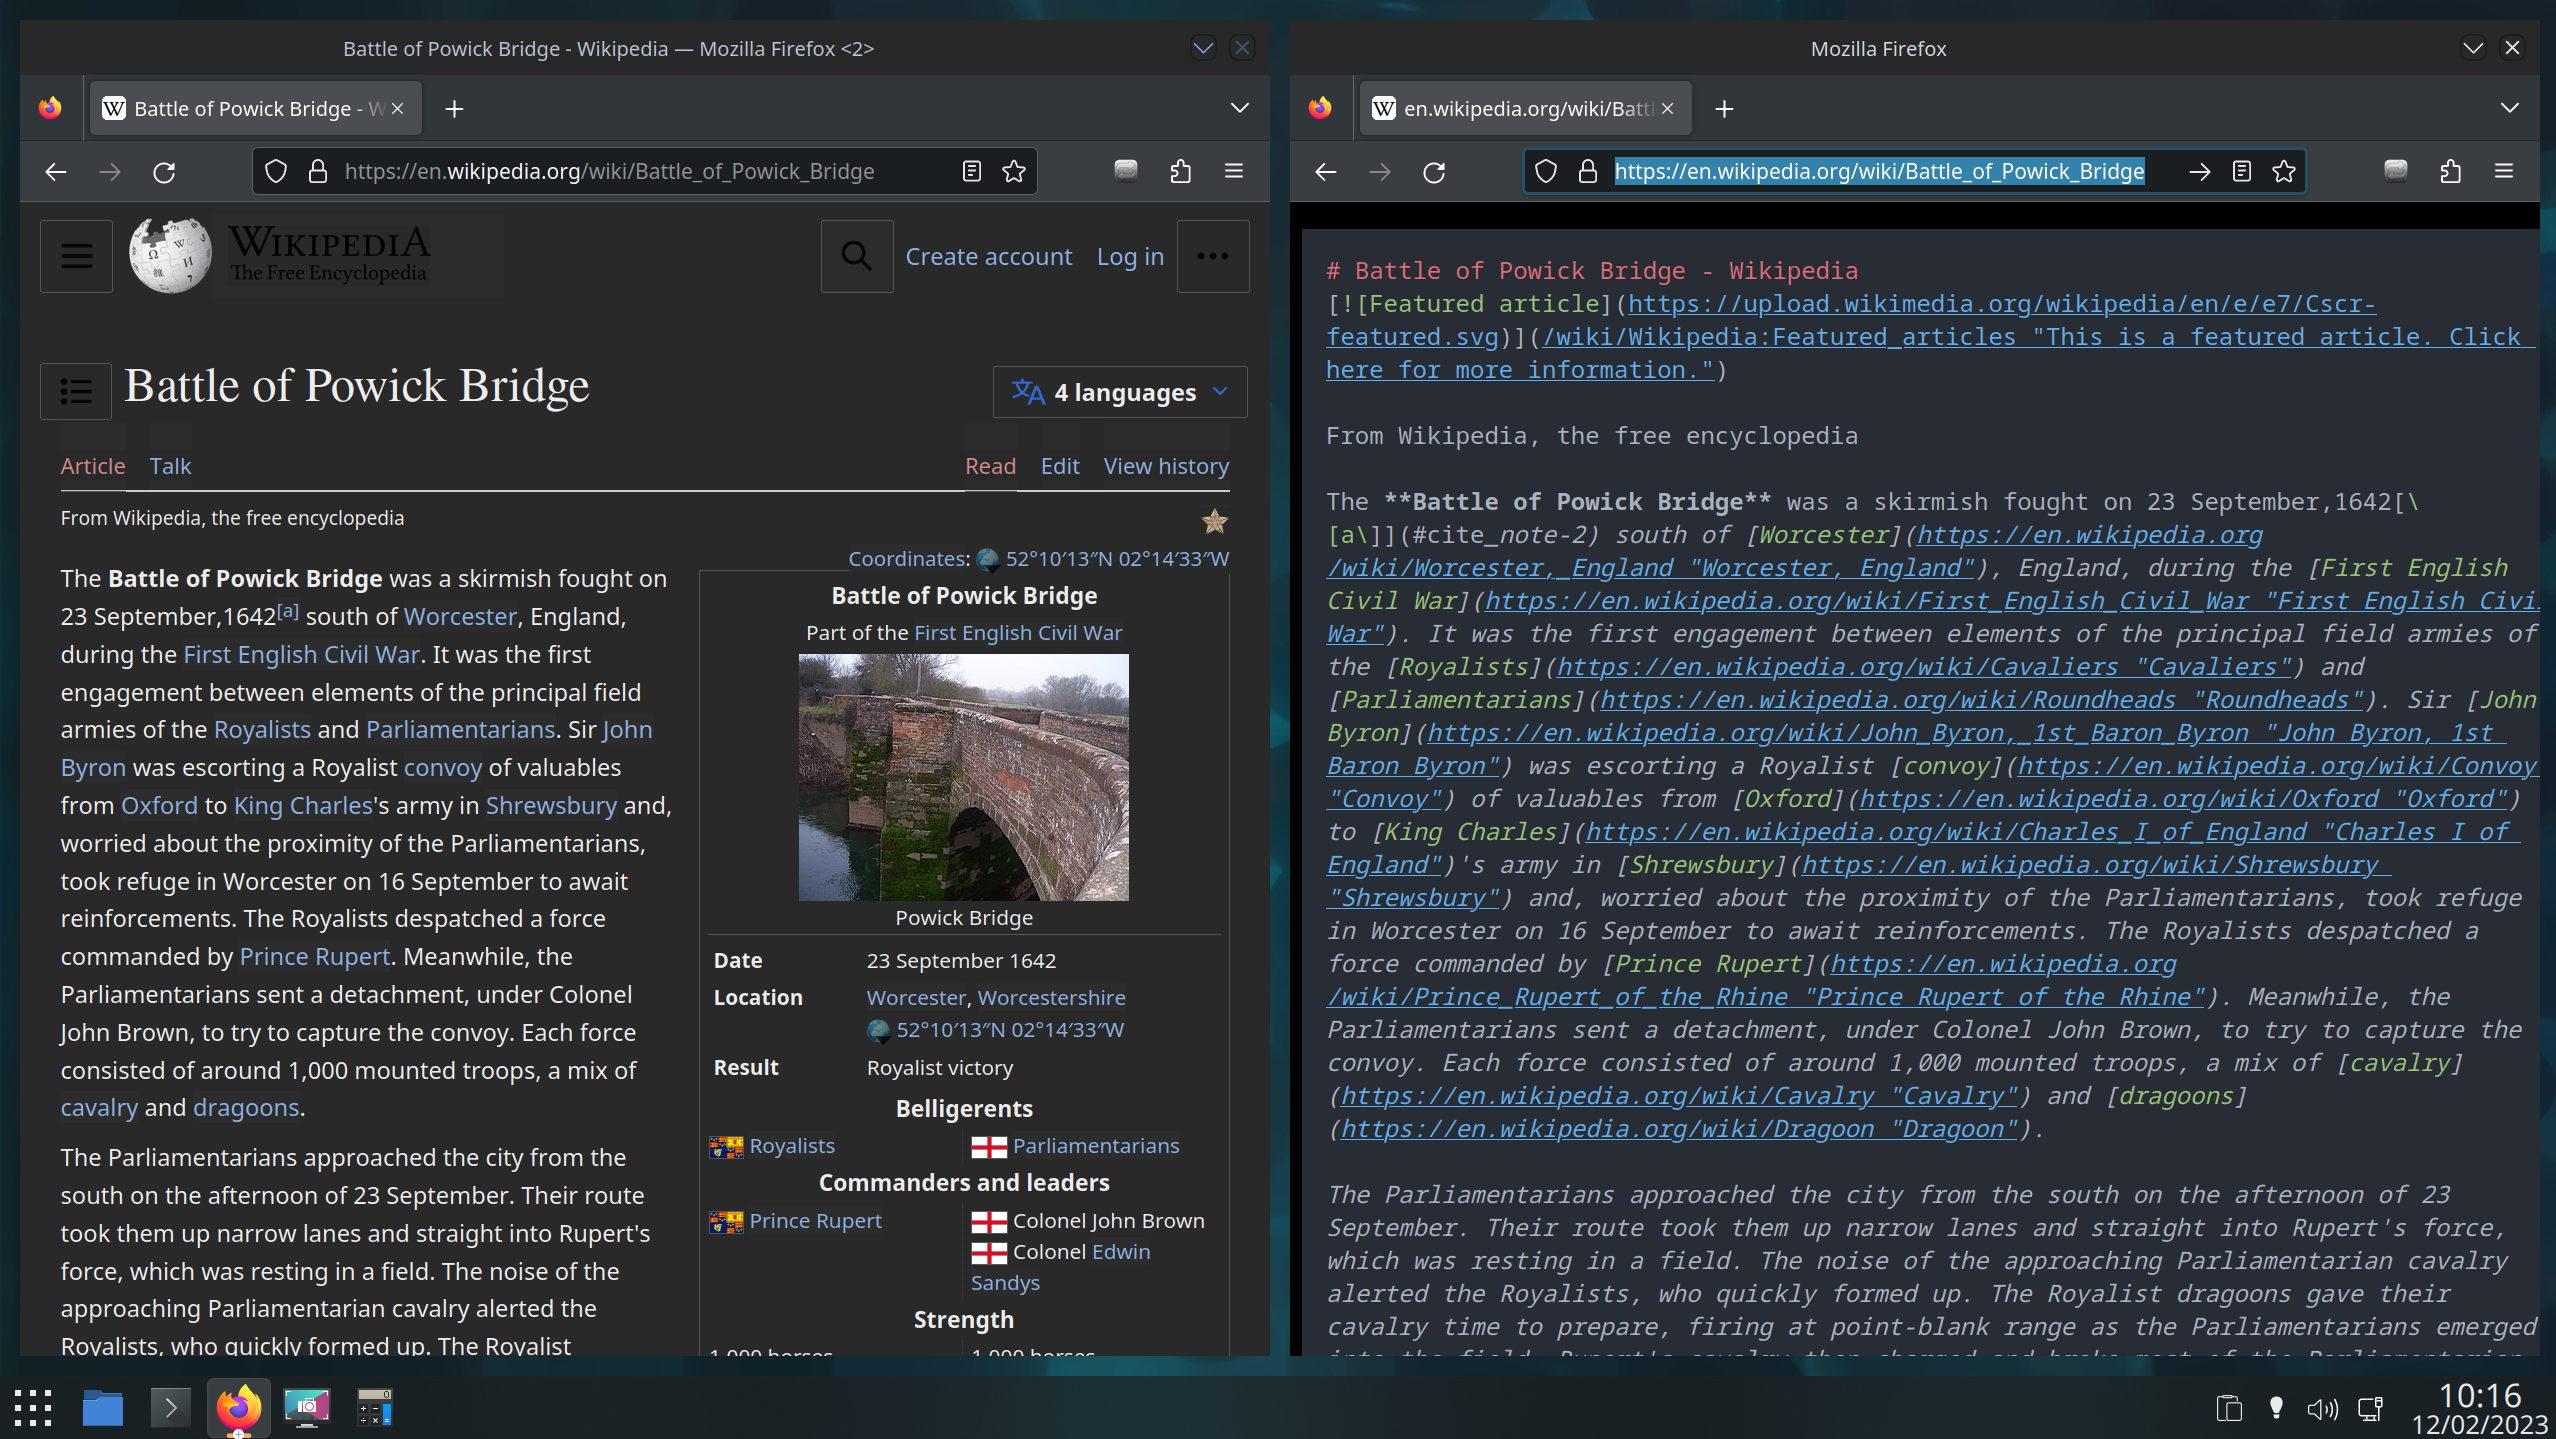 Battle of Powick Bridge - Wikipedia — Mozilla Firefox <2>
Battle of Powick Bridge - W
https://en.wikipedia.org/wiki/Battle_of_Powick_Bridge
WIKIPEDIA
The Free Encyclopedia
Create account
Log in
Battle of Powick Bridge
4 languages
Article
Talk
Read
Edit
View history
From Wikipedia, the free encyclopedia
Coordinates: 52°10′13″N 02°14′33″W
The Battle of Powick Bridge was a skirmish fought on
23 September,1642[a] south of Worcester, England,
during the First English Civil War. It was the first
engagement between elements of the principal field
armies of the Royalists and Parliamentarians. Sir John
Byron was escorting a Royalist convoy of valuables
from Oxford to King Charles's army in Shrewsbury and,
worried about the proximity of the Parliamentarians,
took refuge in Worcester on 16 September to await
reinforcements. The Royalists despatched a force
commanded by Prince Rupert. Meanwhile, the
Parliamentarians sent a detachment, under Colonel
John Brown, to try to capture the convoy. Each force
consisted of around 1,000 mounted troops, a mix of
cavalry and dragoons.
The Parliamentarians approached the city from the
south on the afternoon of 23 September. Their route
took them up narrow lanes and straight into Rupert's
force, which was resting in a field. The noise of the
approaching Parliamentarian cavalry alerted the
Royalists, who quickly formed up. The Royalist
Battle of Powick Bridge
Part of the First English Civil War
Powick Bridge
Date 23 September 1642
Location Worcester, Worcestershire
52°10′13″N 02°14′33″W
Result Royalist victory
Belligerents
Royalists
Parliamentarians
Commanders and leaders
Prince Rupert
Colonel John Brown
Colonel Edwin
Sandys
Strength
1,000 horses
1,000 horses
Mozilla Firefox
en.wikipedia.org/wiki/Batt
https://en.wikipedia.org/wiki/Battle_of_Powick_Bridge
# Battle of Powick Bridge - Wikipedia
[![Featured article](https://upload.wikimedia.org/wikipedia/en/e/e7/Cscr-
featured.svg)](/wiki/Wikipedia:Featured_articles "This is a featured article. Click
here for more information.")
From Wikipedia, the free encyclopedia
The **Battle of Powick Bridge** was a skirmish fought on 23 September,1642[\
[a\]](#cite_note-2) south of [Worcester](https://en.wikipedia.org
/wiki/Worcester,_England "Worcester, England"), England, during the [First English
Civil War](https://en.wikipedia.org/wiki/First_English_Civil_War "First English Civi
War"). It was the first engagement between elements of the principal field armies of
the [Royalists](https://en.wikipedia.org/wiki/Cavaliers "Cavaliers") and
[Parliamentarians](https://en.wikipedia.org/wiki/Roundheads "Roundheads"). Sir [John
Byron](https://en.wikipedia.org/wiki/John_Byron,_1st_Baron_Byron "John Byron, 1st
Baron Byron") was escorting a Royalist [convoy](https://en.wikipedia.org/wiki/Convoy
"Convoy") of valuables from [Oxford](https://en.wikipedia.org/wiki/Oxford "Oxford")
to [King Charles](https://en.wikipedia.org/wiki/Charles_I_of_England "Charles I of
England")'s army in [Shrewsbury](https://en.wikipedia.org/wiki/Shrewsbury
"Shrewsbury") and, worried about the proximity of the Parliamentarians, took refuge
in Worcester on 16 September to await reinforcements. The Royalists despatched a
force commanded by [Prince Rupert](https://en.wikipedia.org
/wiki/Prince_Rupert_of_the_Rhine "Prince Rupert of the Rhine"). Meanwhile, the
Parliamentarians sent a detachment, under Colonel John Brown, to try to capture the
convoy. Each force consisted of around 1,000 mounted troops, a mix of [cavalry]
(https://en.wikipedia.org/wiki/Cavalry "Cavalry") and [dragoons]
(https://en.wikipedia.org/wiki/Dragoon "Dragoon").
The Parliamentarians approached the city from the south on the afternoon of 23
September. Their route took them up narrow lanes and straight into Rupert's force,
which was resting in a field. The noise of the approaching Parliamentarian cavalry
alerted the Royalists, who quickly formed up. The Royalist dragoons gave their
cavalry time to prepare, firing at point-blank range as the Parliamentarians emerged
into the field. Rupert's cavalry then charged and broke most of the Parliamentarian
10:16
12/02/2023